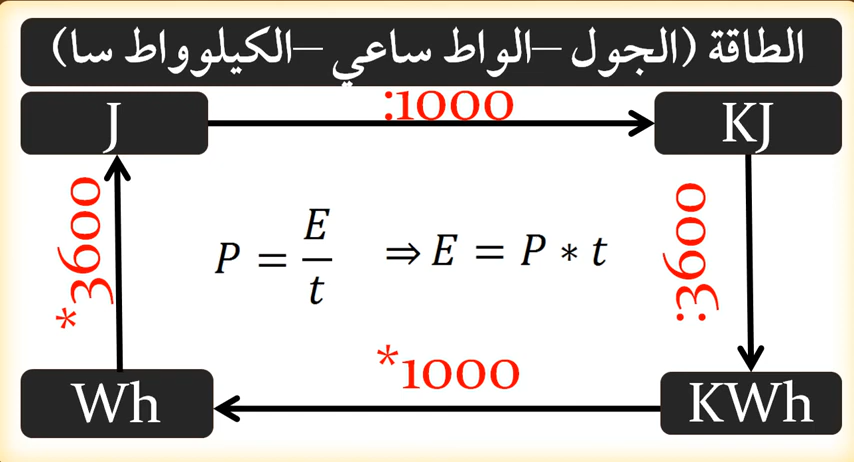 الطاقة (الجول –الواط ساعي –الكيلوواط سا)
J
:1000
KJ
*3600
P = E/t ⇒ E = P * t
:3600
*1000
Wh
KWh